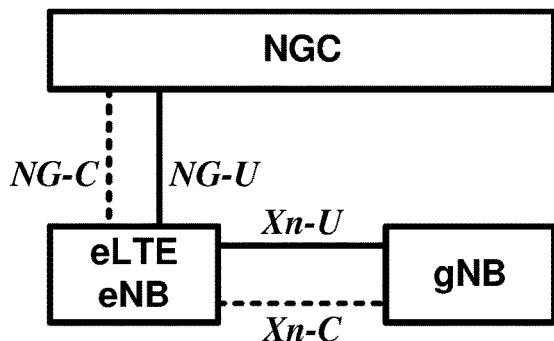 NGC
NG-C NG-U
Xn-U
eLTE
eNB
gNB
Xn-C